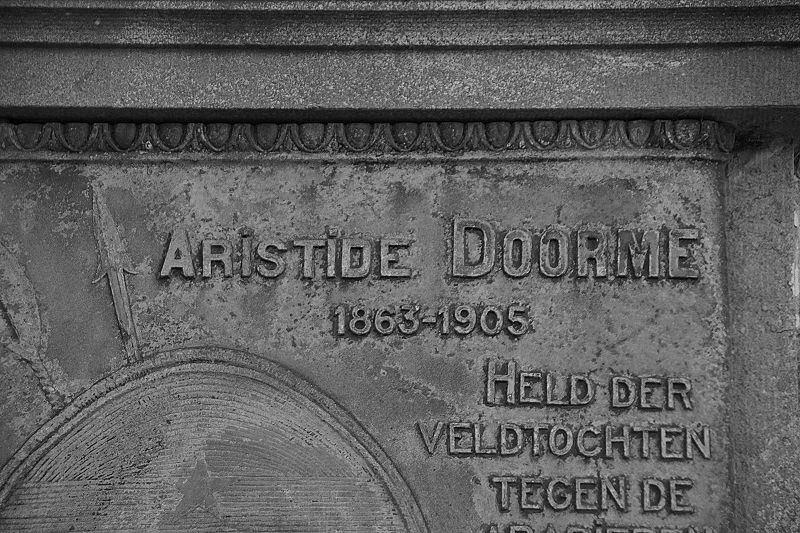 ARISTIDE DOORME
1863-1905
HELD DER
VELDTOCHTEN
TEGEN DE